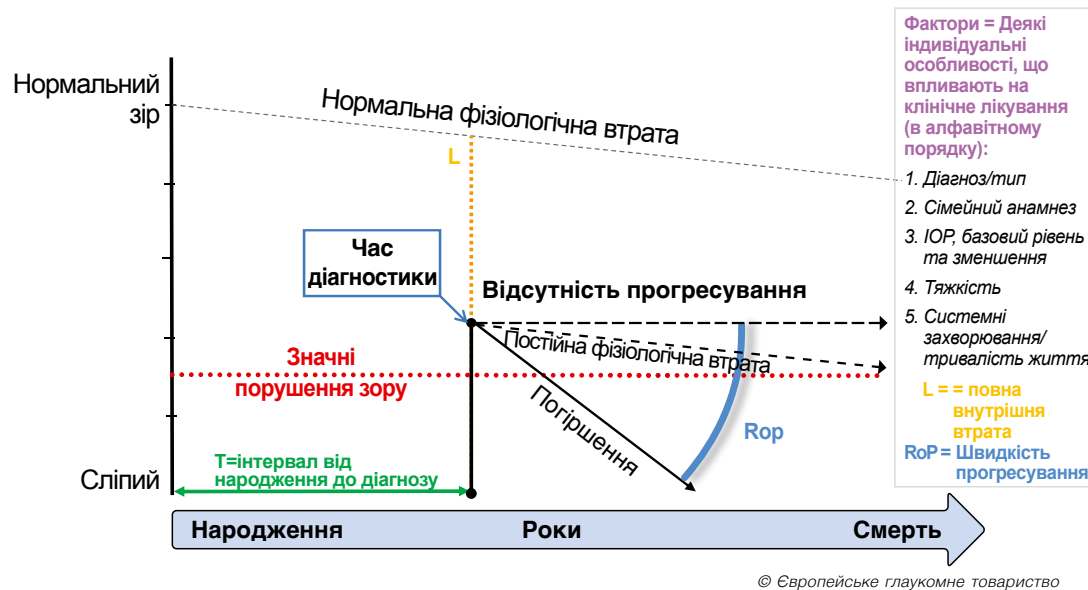 Нормальний
зір
Нормальна фізіологічна втрата
L
Час
діагностики
Відсутність прогресування
Постійна фізіологічна втрата
Значні
порушення зору
Погіршення
Rop
Т=інтервал від
народження до діагнозу
Сліпий
Народження
Роки
Смерть
Фактори = Деякі
індивідуальні
особливості, що
впливають на
клінічне лікування
(в алфавітному
порядку):
1. Діагноз/тип
2. Сімейний анамнез
3. IOP, базовий рівень
та зменшення
4. Тяжкість
5. Системні
захворювання/
тривалість життя
L = = повна
внутрішня
втрата
RoP = Швидкість
прогресування
© Європейське глаукомне товариство